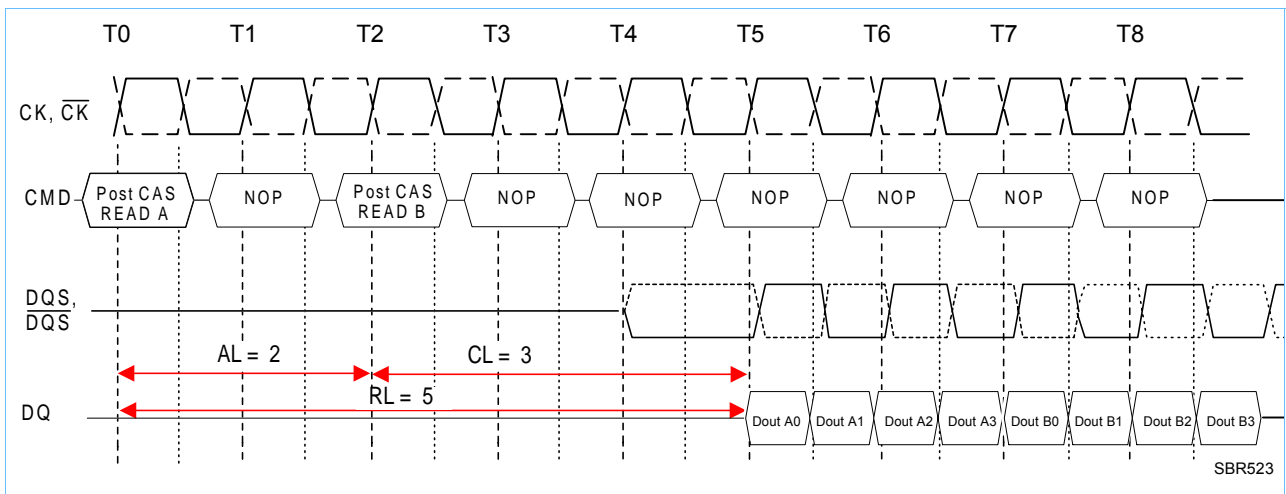 T0 T1 T2 T3 T4 T5 T6 T7 T8
CK, C̅K̅
CMD
Post CAS
READ A
NOP
Post CAS
READ B
NOP
NOP
NOP
NOP
NOP
NOP
DQS,
D̅Q̅S̅
AL = 2
CL = 3
RL = 5
DQ
Dout A0 Dout A1 Dout A2 Dout A3 Dout B0 Dout B1 Dout B2 Dout B3
SBR523